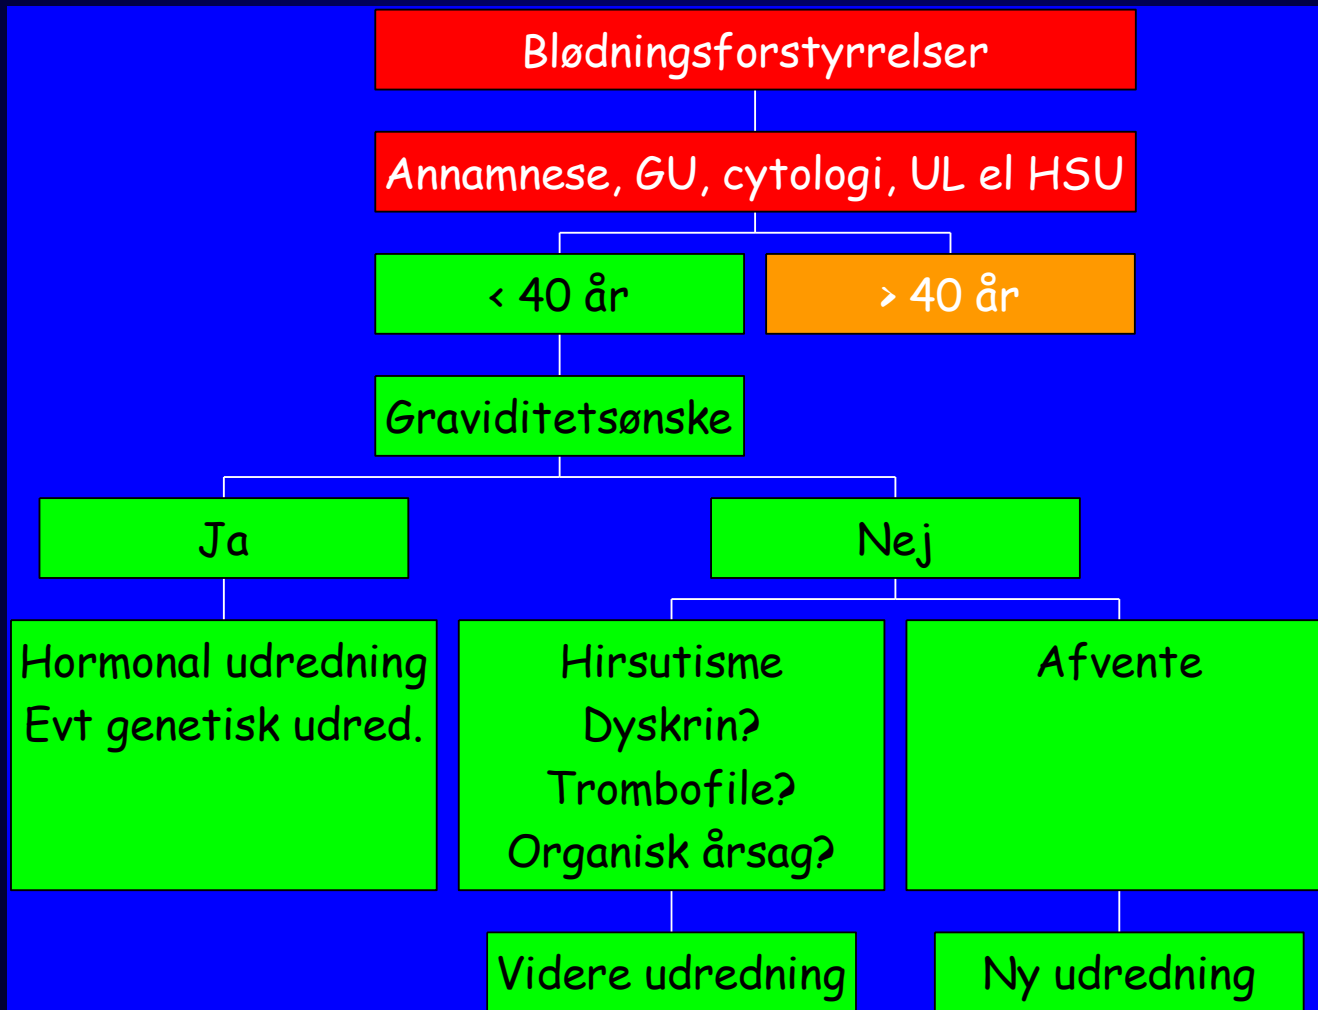 Blødningsforstyrrelser
Annamnese, GU, cytologi, UL el HSU
< 40 år
> 40 år
Graviditetsønske
Ja
Nej
Hormonal udredning
Evt genetisk udred.
Hirsutisme
Dyskrin?
Trombofile?
Organisk årsag?
Afvente
Videre udredning
Ny udredning